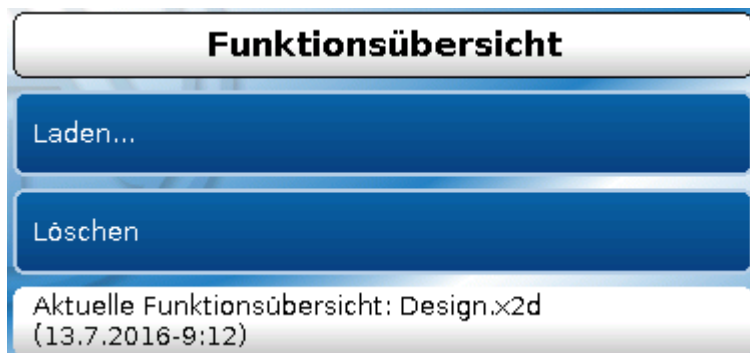 Funktionsübersicht
Laden...
Löschen
Aktuelle Funktionsübersicht: Design.x2d
(13.7.2016-9:12)